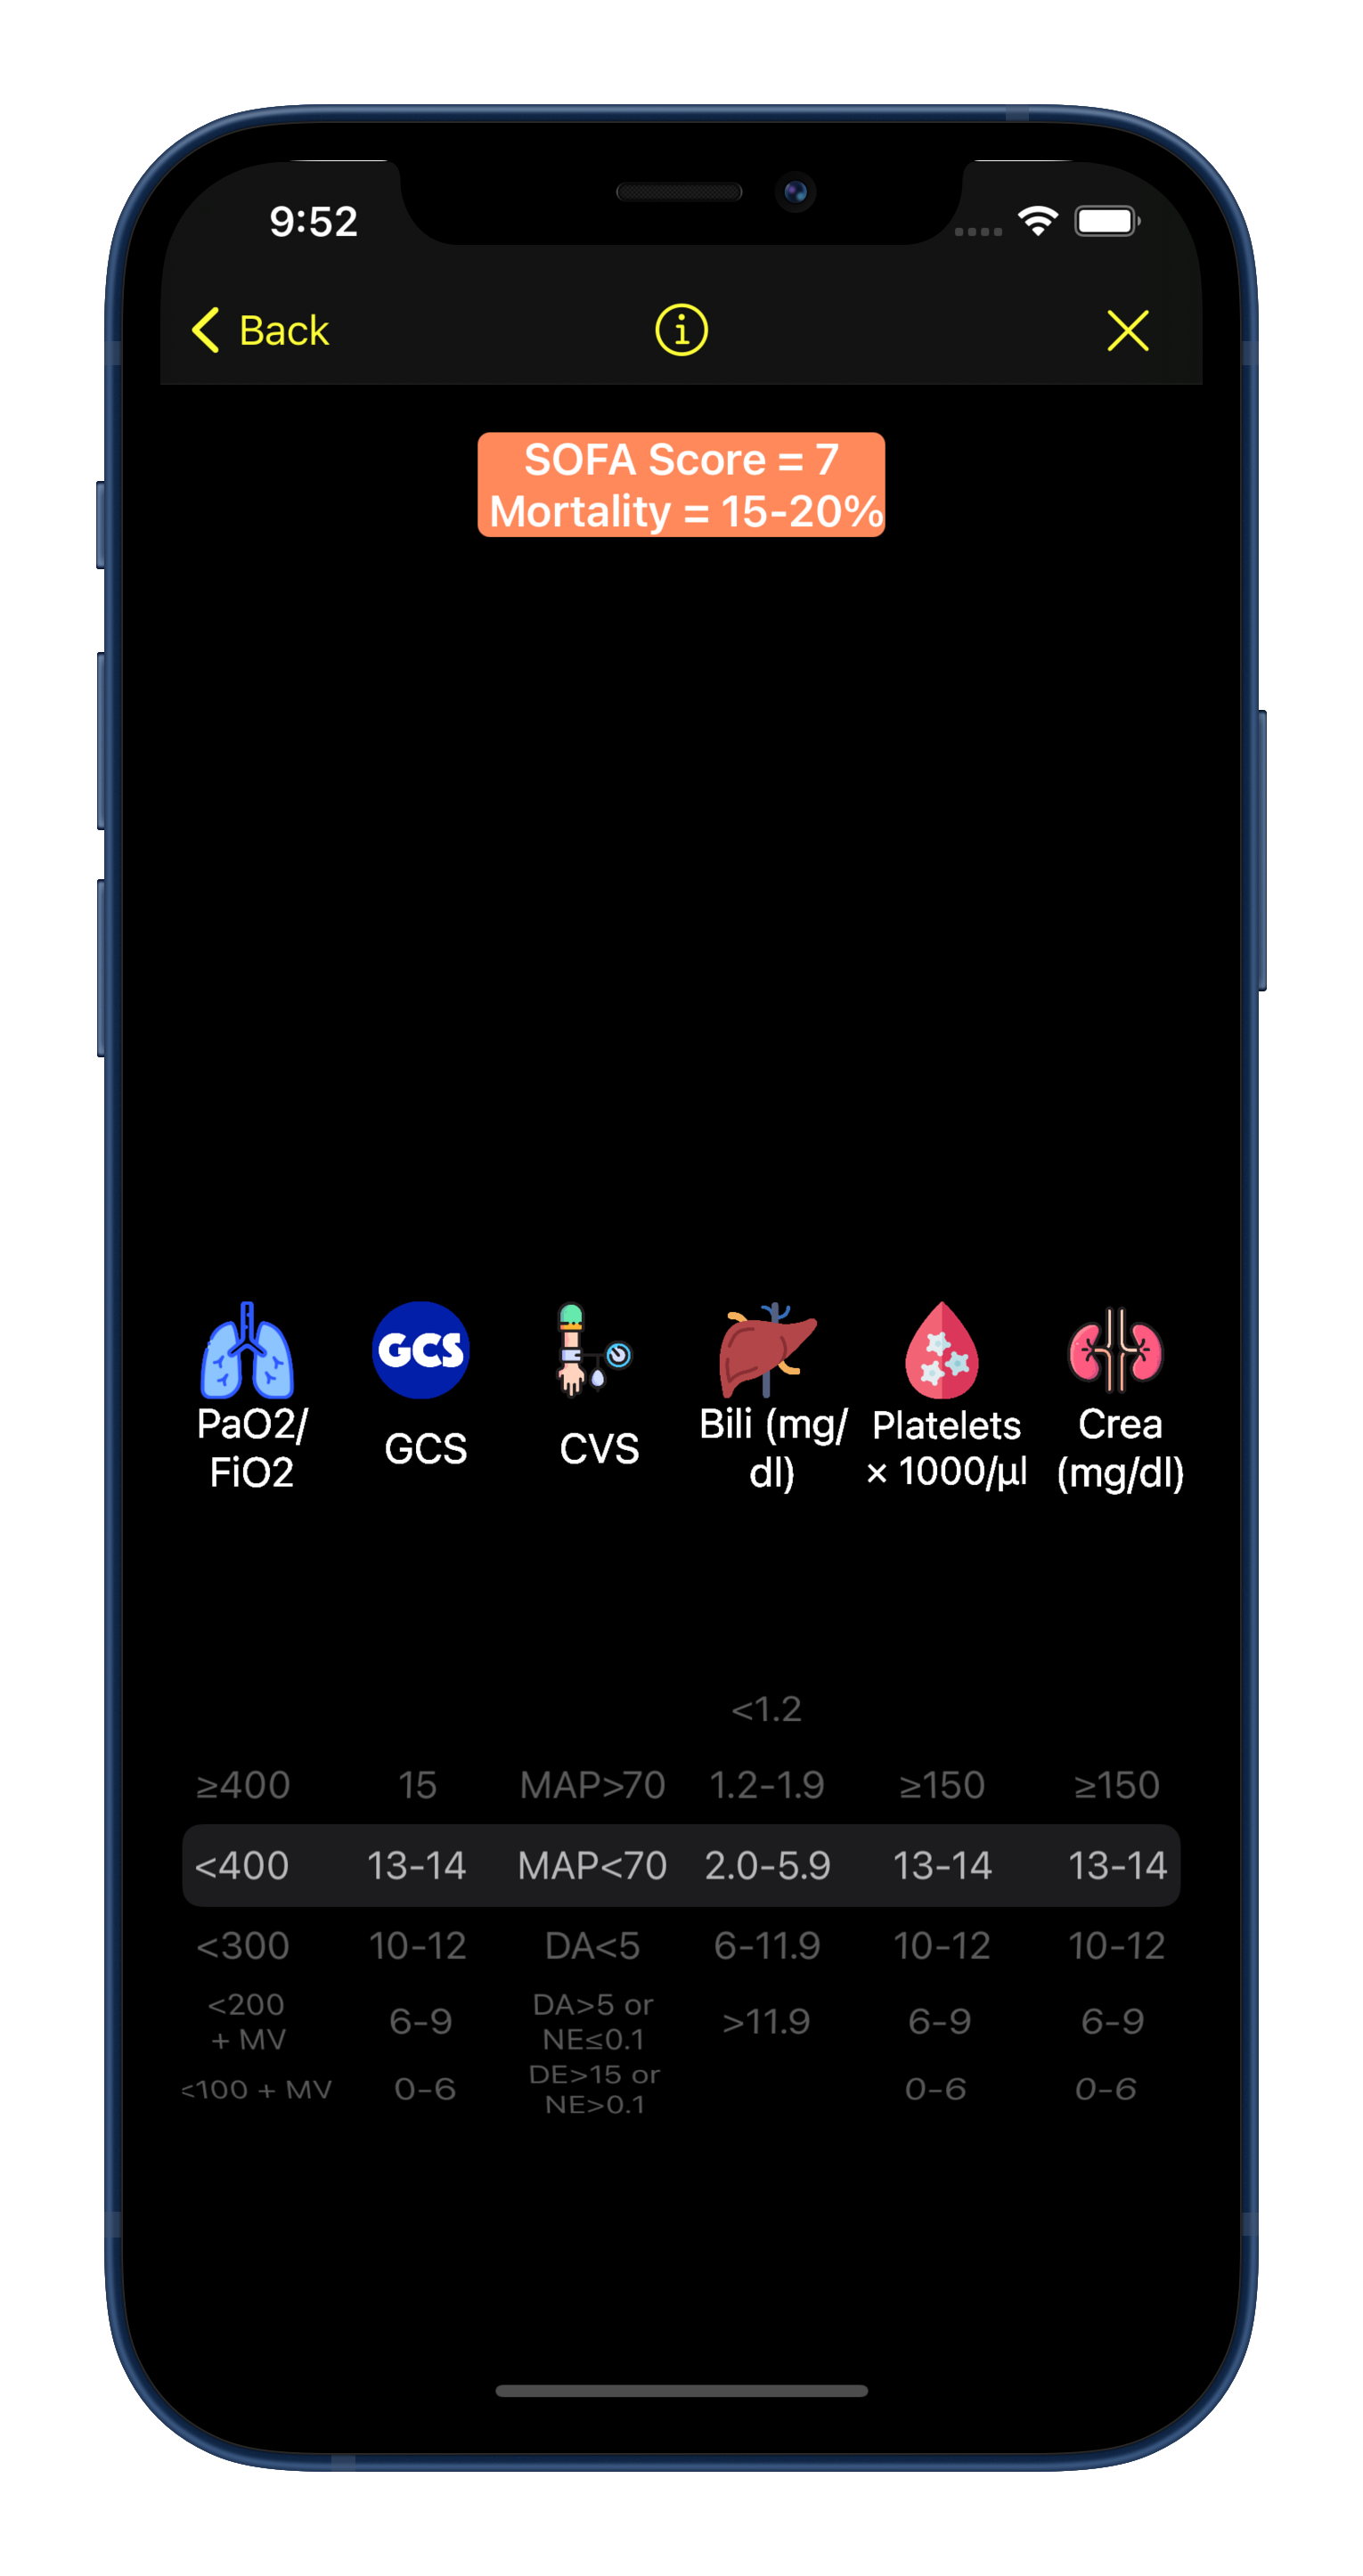 9:52
Back
i
SOFA Score = 7
Mortality = 15-20%
GCS
PaO2/
FiO2
GCS
CVS
Bili (mg/
dl)
Platelets
× 1000/µl
Crea
(mg/dl)
<1.2
≥400 15 MAP>70 1.2-1.9 ≥150 ≥150
<400 13-14 MAP<70 2.0-5.9 13-14 13-14
<300 10-12 DA<5 6-11.9 10-12 10-12
<200
+ MV
6-9
DA>5 or
NE≤0.1
>11.9
6-9
6-9
<100 + MV
0-6
DE>15 or
NE>0.1
0-6
0-6